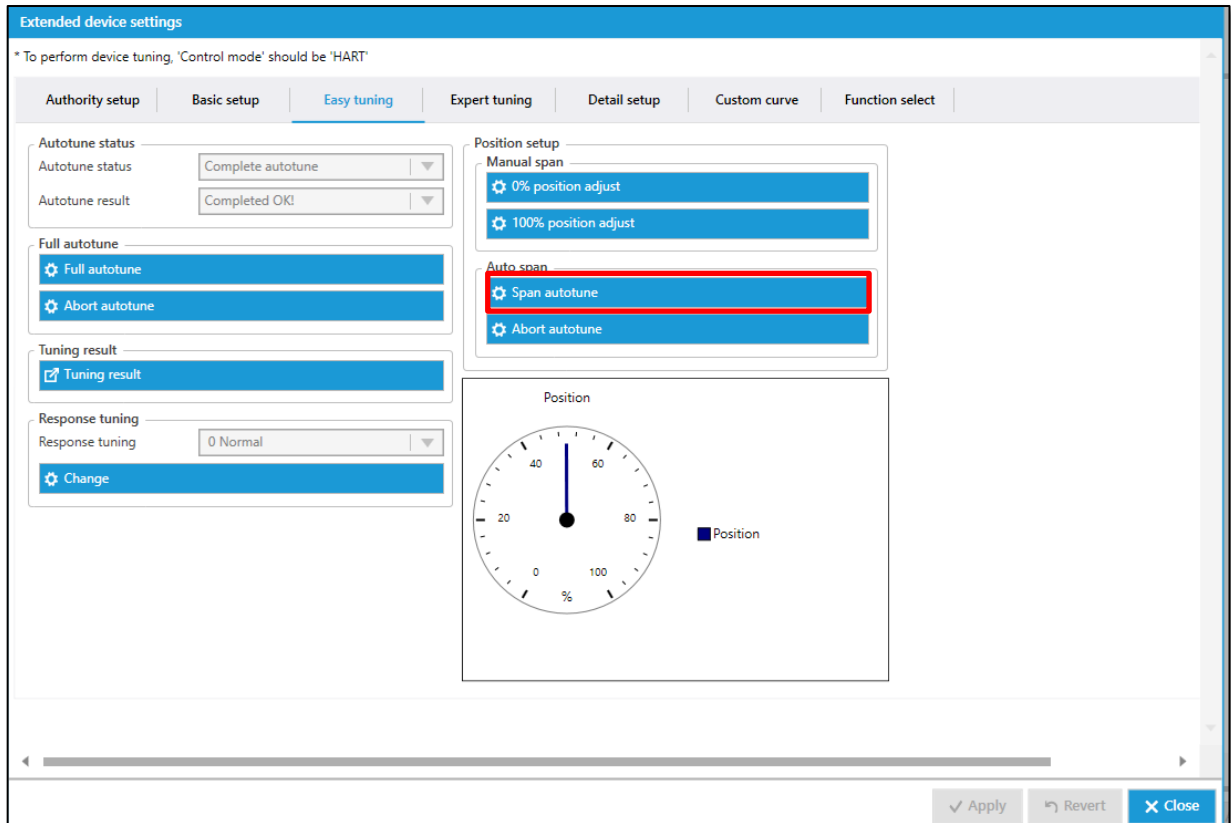 Extended device settings
* To perform device tuning, 'Control mode' should be 'HART'
Authority setup
Basic setup
Easy tuning
Expert tuning
Detail setup
Custom curve
Function select
Autotune status
Autotune status
Complete autotune
Autotune result
Completed OK!
Full autotune
Full autotune
Abort autotune
Tuning result
Tuning result
Response tuning
Response tuning
0 Normal
Change
Position setup
Manual span
0% position adjust
100% position adjust
Auto span
Span autotune
Abort autotune
Position
40
60
20
80
0
100
%
Position
Apply
Revert
Close